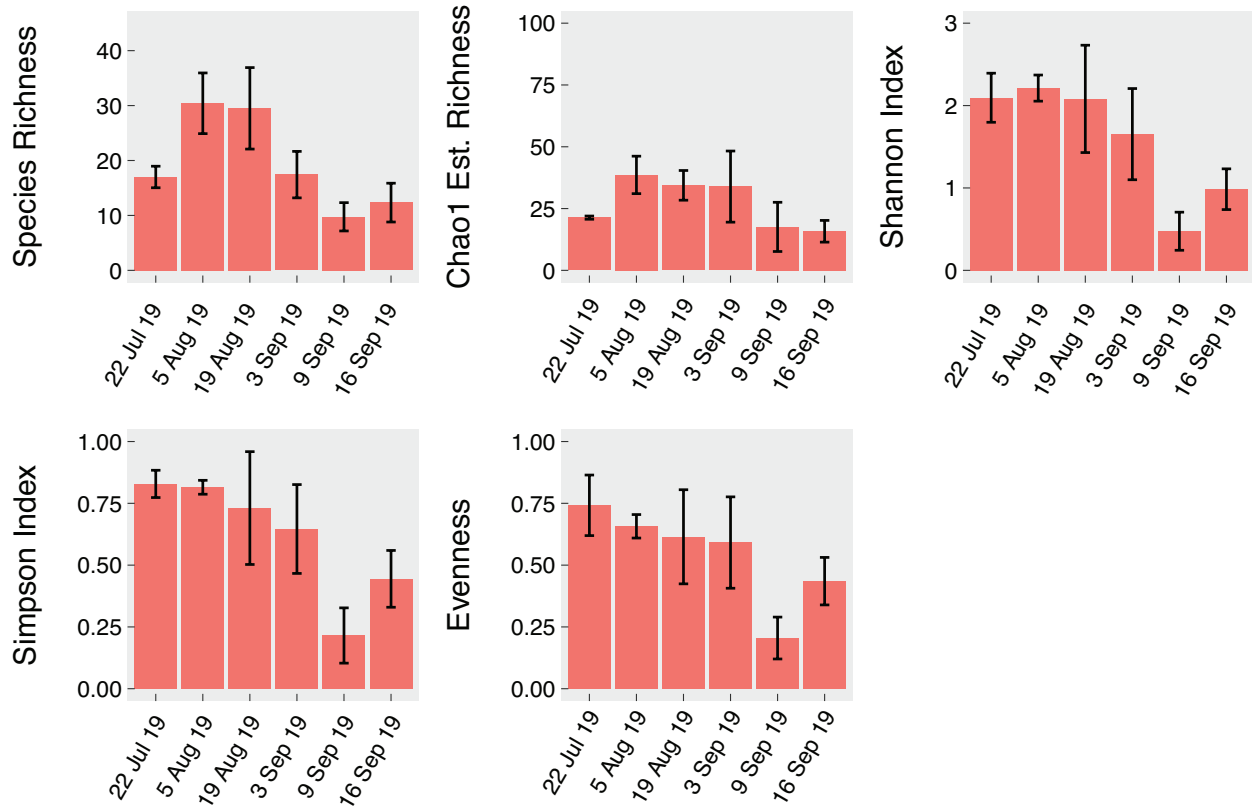 Species Richness
40
30
20
10
0
22 Jul 19
5 Aug 19
19 Aug 19
3 Sep 19
9 Sep 19
16 Sep 19
Chao1 Est. Richness
100
75
50
25
0
22 Jul 19
5 Aug 19
19 Aug 19
3 Sep 19
9 Sep 19
16 Sep 19
Shannon Index
3
2
1
0
22 Jul 19
5 Aug 19
19 Aug 19
3 Sep 19
9 Sep 19
16 Sep 19
Simpson Index
1.00
0.75
0.50
0.25
0.00
22 Jul 19
5 Aug 19
19 Aug 19
3 Sep 19
9 Sep 19
16 Sep 19
Evenness
1.00
0.75
0.50
0.25
0.00
22 Jul 19
5 Aug 19
19 Aug 19
3 Sep 19
9 Sep 19
16 Sep 19